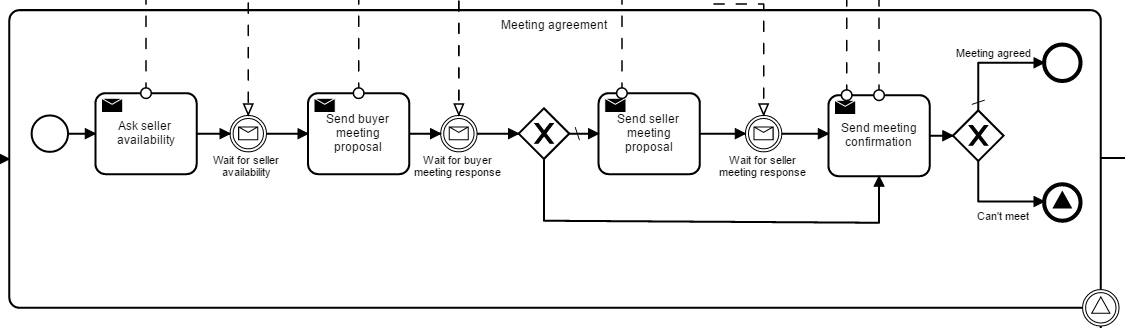 Meeting agreement
Ask seller
availability
Wait for seller
availability
Send buyer
meeting
proposal
Wait for buyer
meeting response
X
Send seller
meeting
proposal
Wait for seller
meeting response
Send meeting
confirmation
X
Meeting agreed
Can't meet